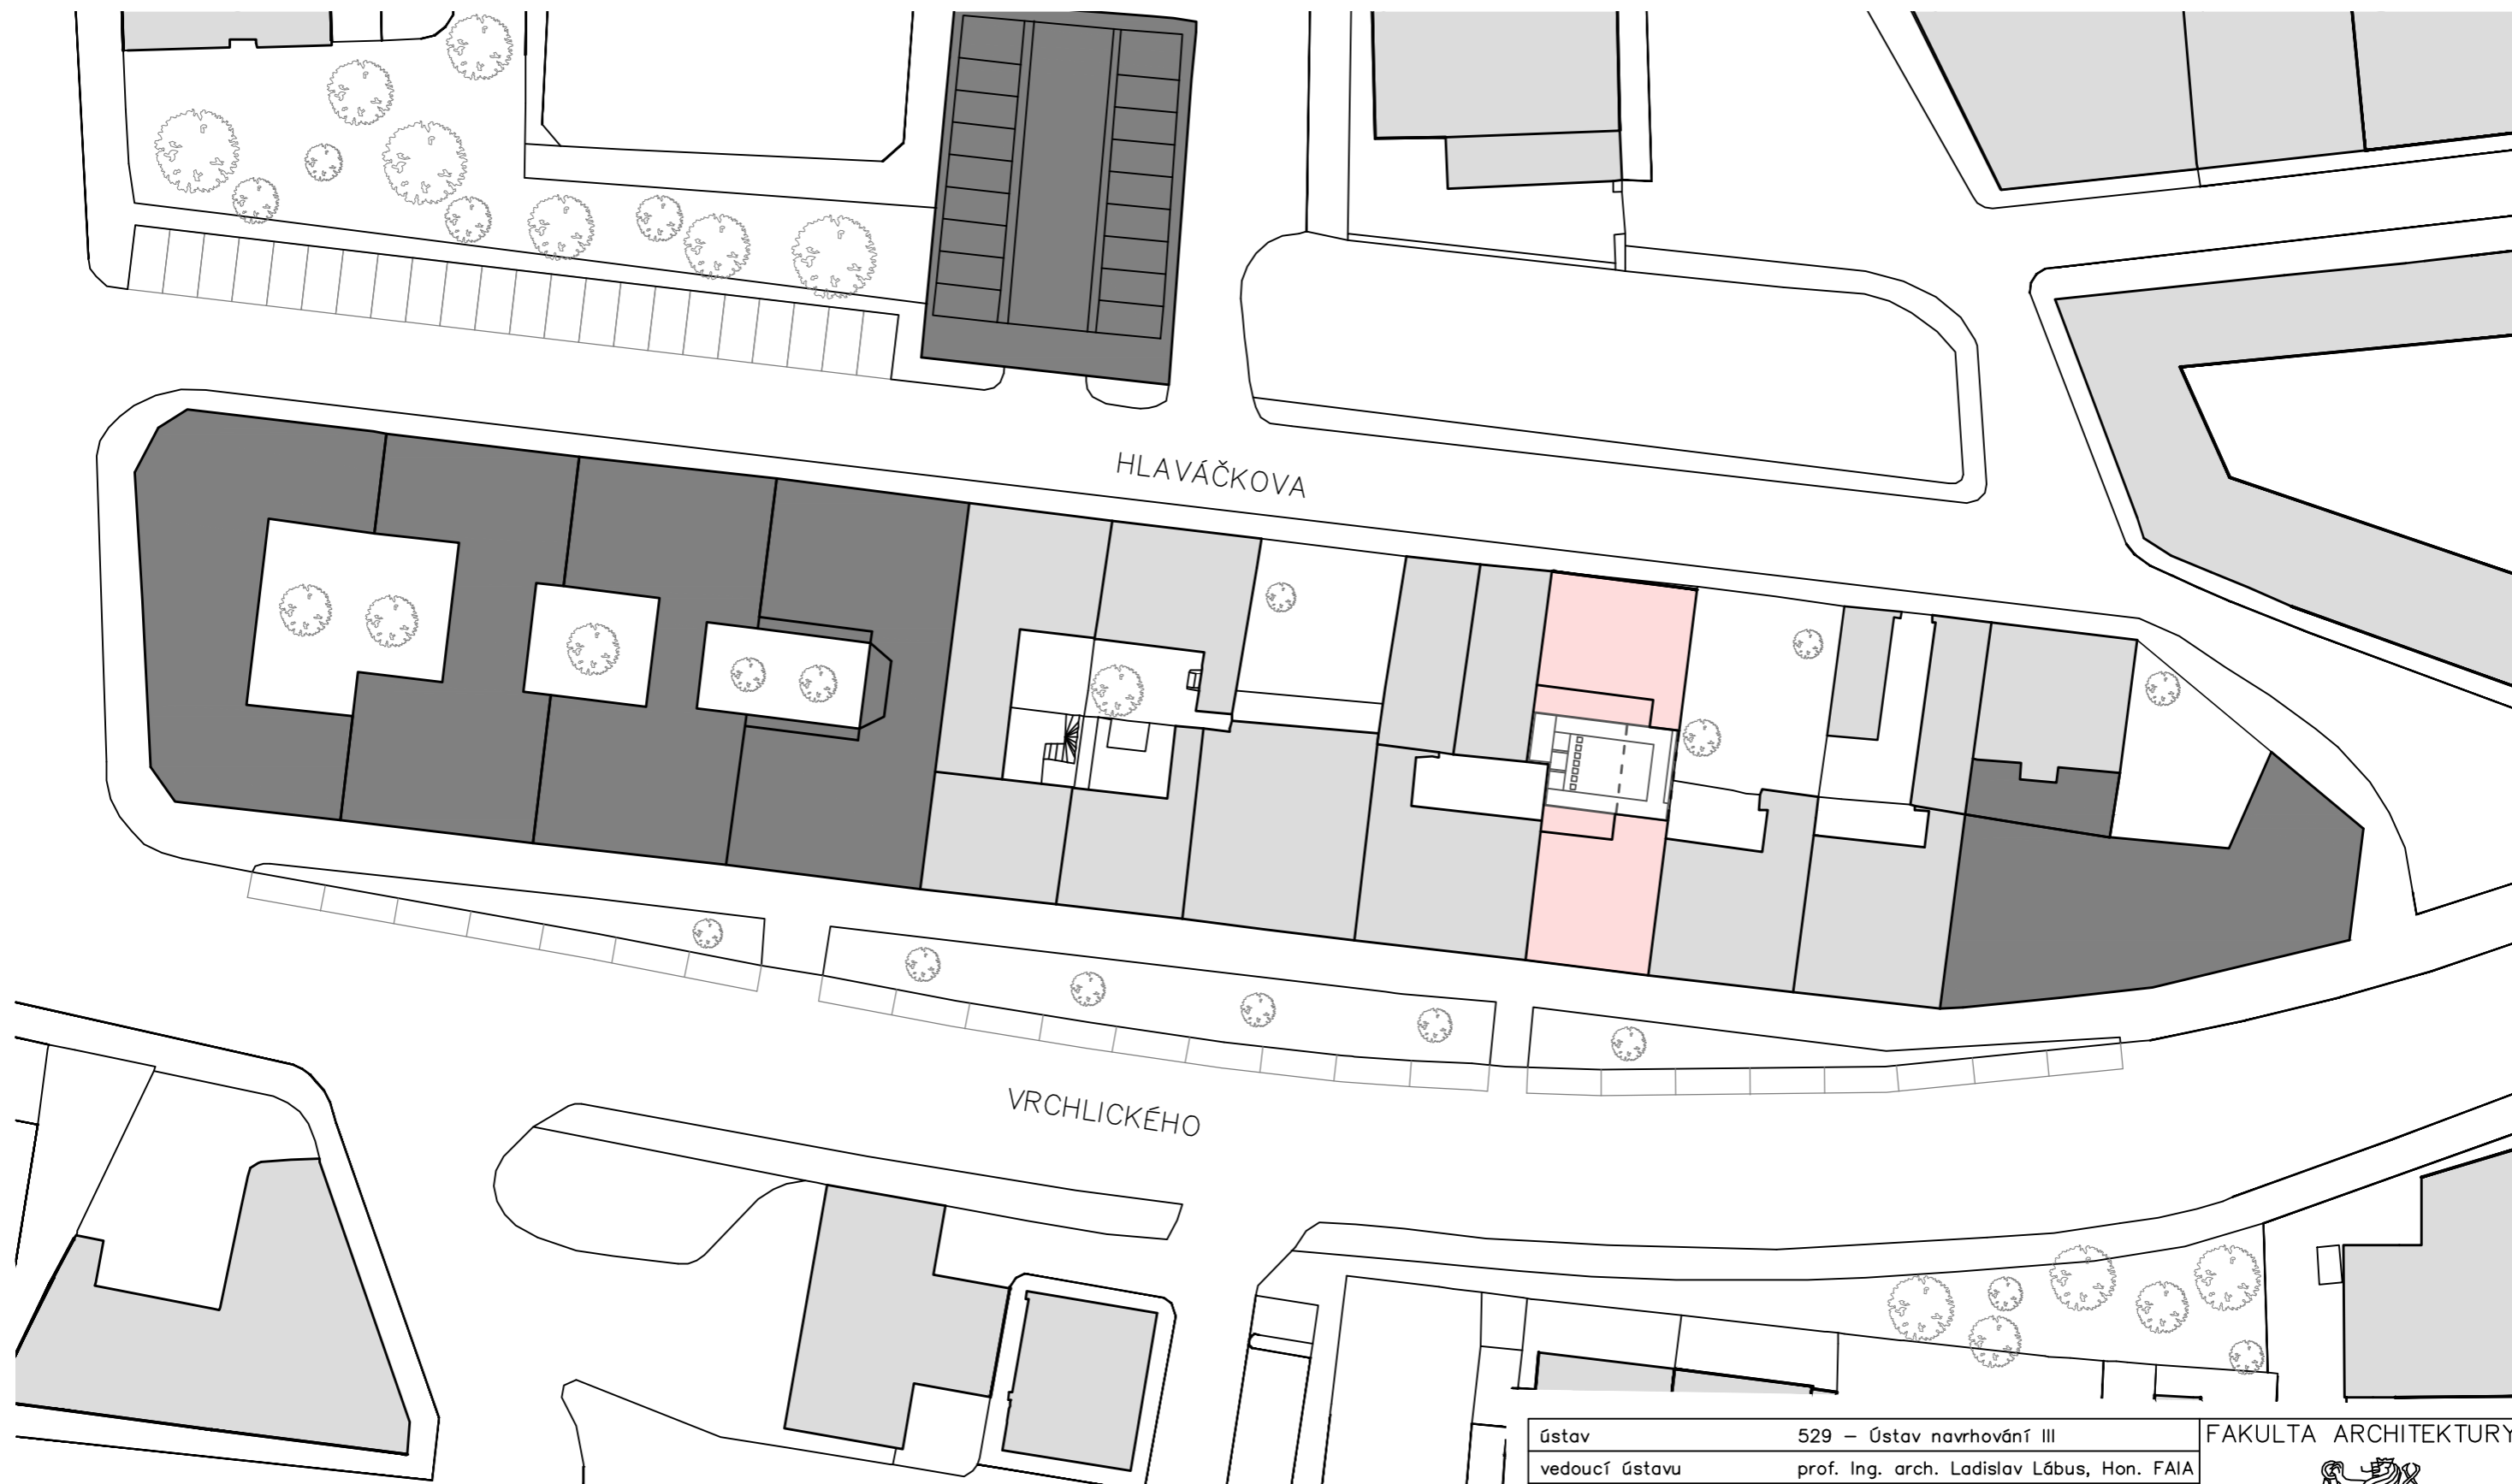 HLAVÁČKOVA
VRCHLICKÉHO
ústav 529 – Ústav navrhování III
FAKULTA ARCHITEKTURY
vedoucí ústavu prof. Ing. arch. Ladislav Lábus, Hon. FAIA